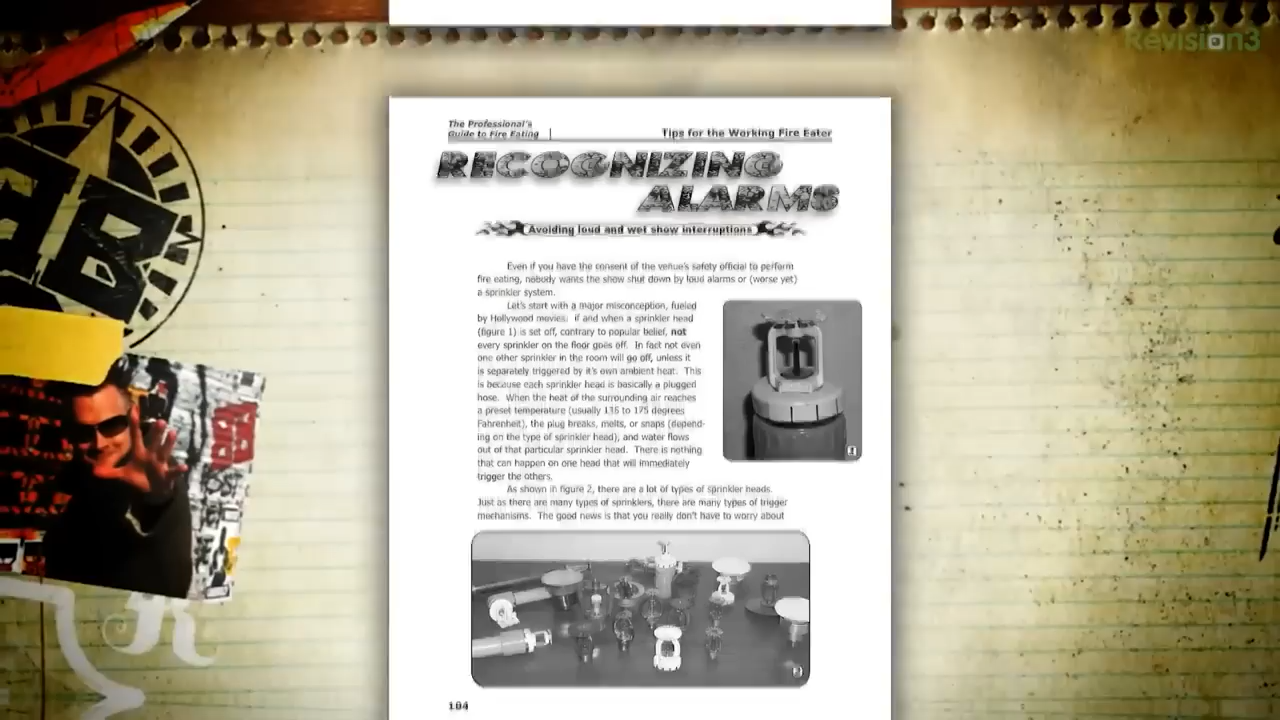 Revision3
The Professional's
Guide to Fire Eating
Tips for the Working Fire Eater
RECOGNIZING
ALARMS
Avoiding loud and wet show interruptions
Even if you have the consent of the venue's safety official to perform
fire eating, nobody wants the show shut down by loud alarms or (worse yet)
a sprinkler system.
Let's start with a major misconception, fueled
by Hollywood movies: if and when a sprinkler head
(figure 1) is set off, contrary to popular belief, not
every sprinkler on the floor goes off. In fact not even
one other sprinkler in the room will go off, unless it
is separately triggered by it's own ambient heat. This
is because each sprinkler head is basically a plugged
hose. When the heat of the surrounding air reaches
a preset temperature (usually 135 to 175 degrees
Fahrenheit), the plug breaks, melts, or snaps (depend-
ing on the type of sprinkler head), and water flows
out of that particular sprinkler head. There is nothing
that can happen on one head that will immediately
trigger the others.
As shown in figure 2, there are a lot of types of sprinkler heads.
Just as there are many types of sprinklers, there are many types of trigger
mechanisms. The good news is that you really don't have to worry about
104